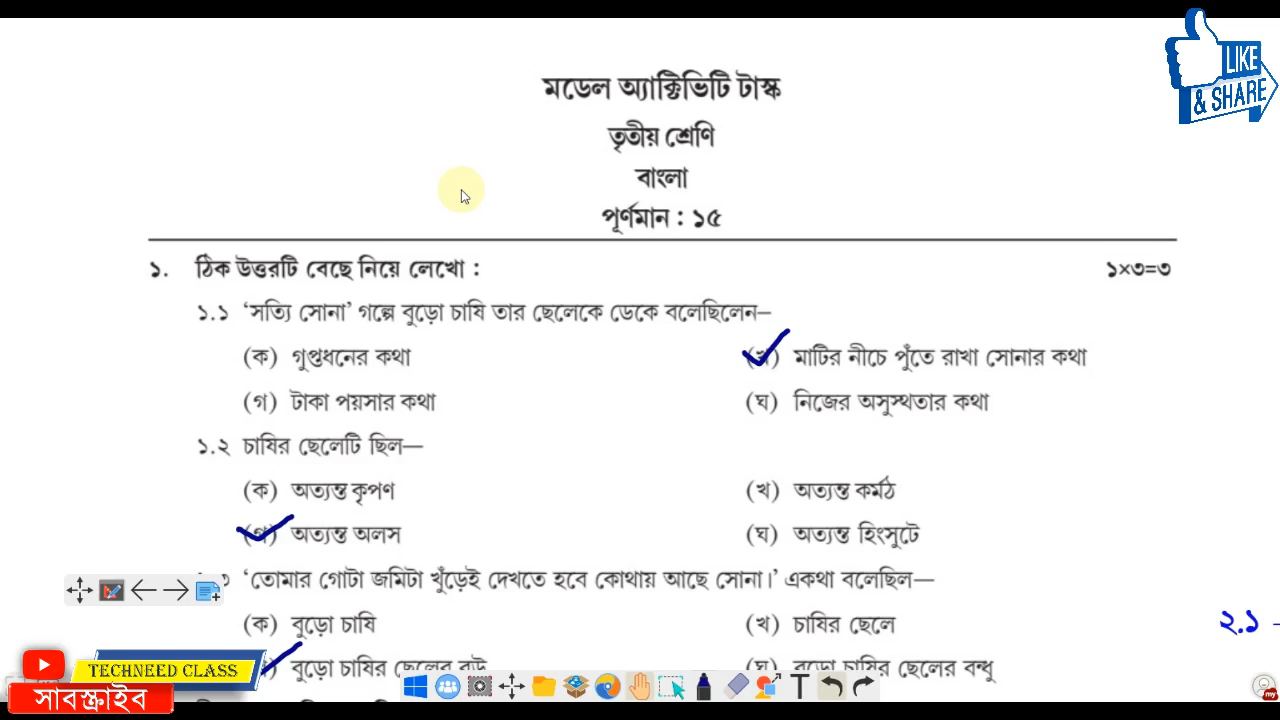 LIKE
& SHARE
মডেল অ্যাক্টিভিটি টাস্ক
তৃতীয় শ্রেণি
বাংলা
পূর্ণমান : ১৫
১. ঠিক উত্তরটি বেছে নিয়ে লেখো : ১×৩=৩
১.১ ‘সত্যি সোনা’ গল্পে বুড়ো চাষি তার ছেলেকে ডেকে বলেছিলেন—
(ক) গুপ্তধনের কথা (খ) মাটির নীচে পুঁতে রাখা সোনার কথা
(গ) টাকা পয়সার কথা (ঘ) নিজের অসুস্থতার কথা
১.২ চাষির ছেলেটি ছিল—
(ক) অত্যন্ত কৃপণ (খ) অত্যন্ত কর্মঠ
(গ) অত্যন্ত অলস (ঘ) অত্যন্ত হিংসুটে
‘তোমার গোটা জমিটা খুঁড়েই দেখতে হবে কোথায় আছে সোনা।’ একথা বলেছিল—
(ক) বুড়ো চাষি (খ) চাষির ছেলে
২.১
বুড়ো চাষির ছেলের বউ (ঘ) বুড়ো চাষির ছেলের বন্ধু
TECHNEED CLASS
সাবস্ক্রাইব